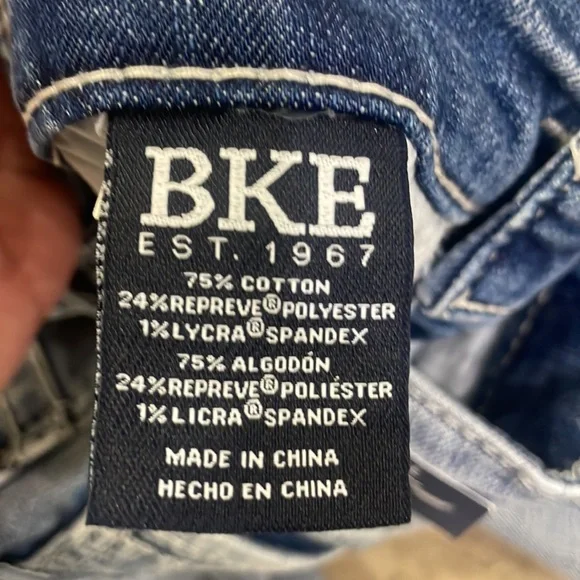 BKE
EST. 1967
75% COTTON
24%REPREVE®POLYESTER
1%LYCRA®SPANDEX
75% ALGODÓN
24%REPREVE®POLIÉSTER
1%LICRA®SPANDEX
MADE IN CHINA
HECHO EN CHINA